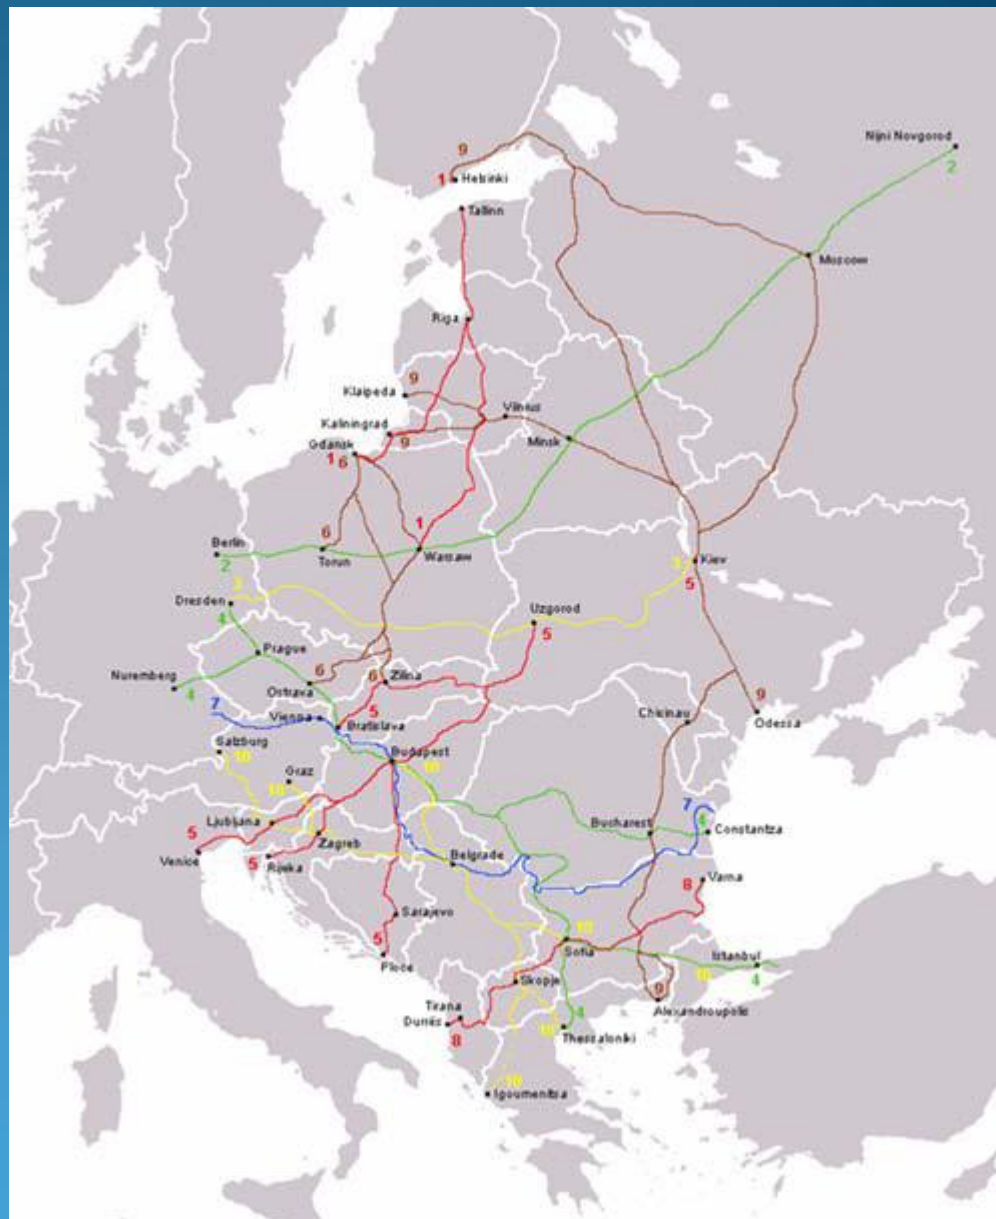 Nijni Novgorod
9
2
1
Helsinki
Tallinn
Moscow
Riga
Klaipeda
9
Vilnius
Kaliningrad
9
Minsk
Gdansk
1
6
6
1
Berlin
2
Torun
Warsaw
3
Kiev
5
3
Dresden
4
Uzgorod
5
Prague
Nuremberg
4
Ostrava
6
6
Zilina
9
Odessa
7
Vienna
5
Bratislava
Chisinau
Salzburg
10
Budapest
10
Graz
10
7
4
Constantza
Ljubljana
Bucharest
5
Venice
Zagreb
5
Rijeka
Belgrade
8
Varna
Sarajevo
5
Ploce
10
Sofia
Istanbul
10
4
Skopje
9
Alexandroupolis
Tirana
Durrës
8
4
10
Thessaloniki
10
Igoumenitsa